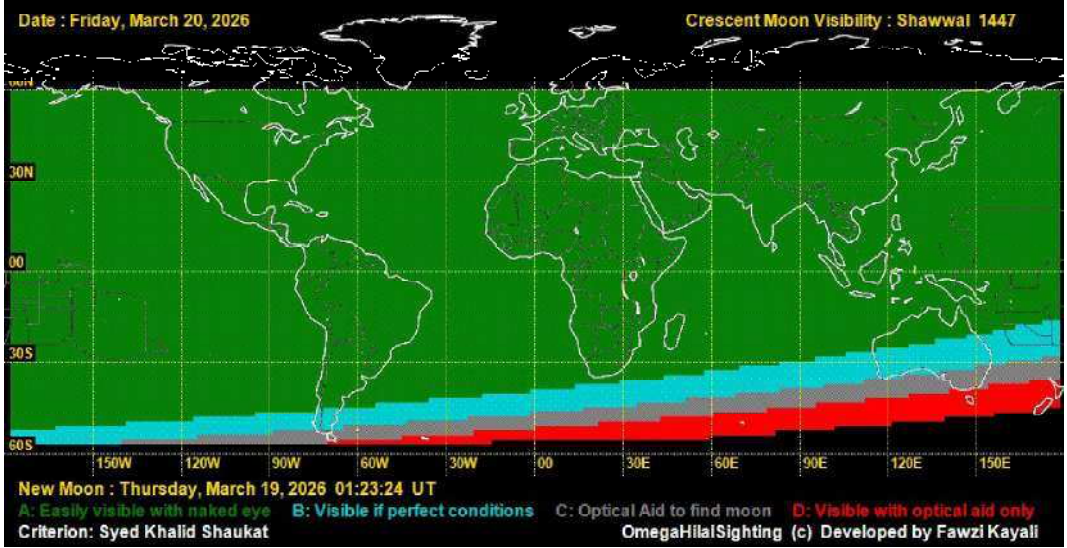 Date : Friday, March 20, 2026
Crescent Moon Visibility : Shawwal 1447
60N
30N
00
30S
60S
150W 120W 90W 60W 30W 00 30E 60E 90E 120E 150E
New Moon : Thursday, March 19, 2026 01:23:24 UT
A: Easily visible with naked eye B: Visible if perfect conditions C: Optical Aid to find moon D: Visible with optical aid only
Criterion: Syed Khalid Shaukat OmegaHilalSighting (c) Developed by Fawzi Kayali